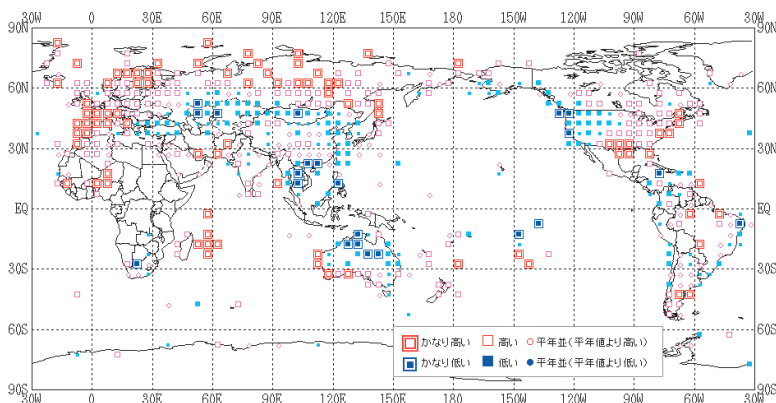 30W 0 30E 60E 90E 120E 150E 180 150W 120W 90W 60W 30W
90N 90N
60N 60N
30N 30N
EQ EQ
30S 30S
かなり高い 高い 平年並(平年値より高い)
60S 60S
かなり低い 低い 平年並(平年値より低い)
90S 90S
30W 0 30E 60E 90E 120E 150E 180 150W 120W 90W 60W 30W